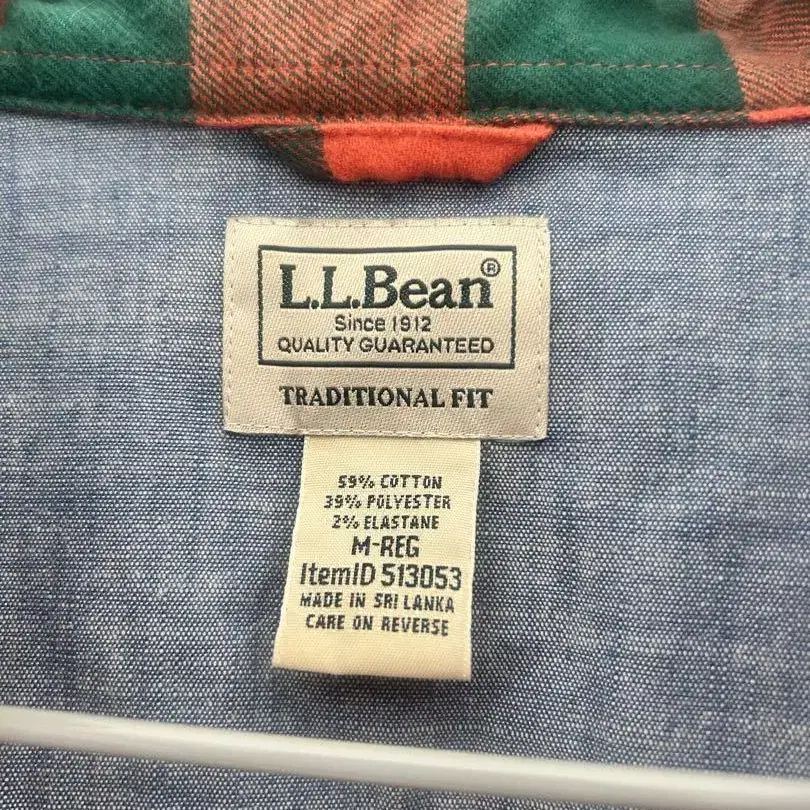 L.L.Bean®
Since 1912
QUALITY GUARANTEED
TRADITIONAL FIT
59% COTTON
39% POLYESTER
2% ELASTANE
M-REG
ItemID 513053
MADE IN SRI LANKA
CARE ON REVERSE